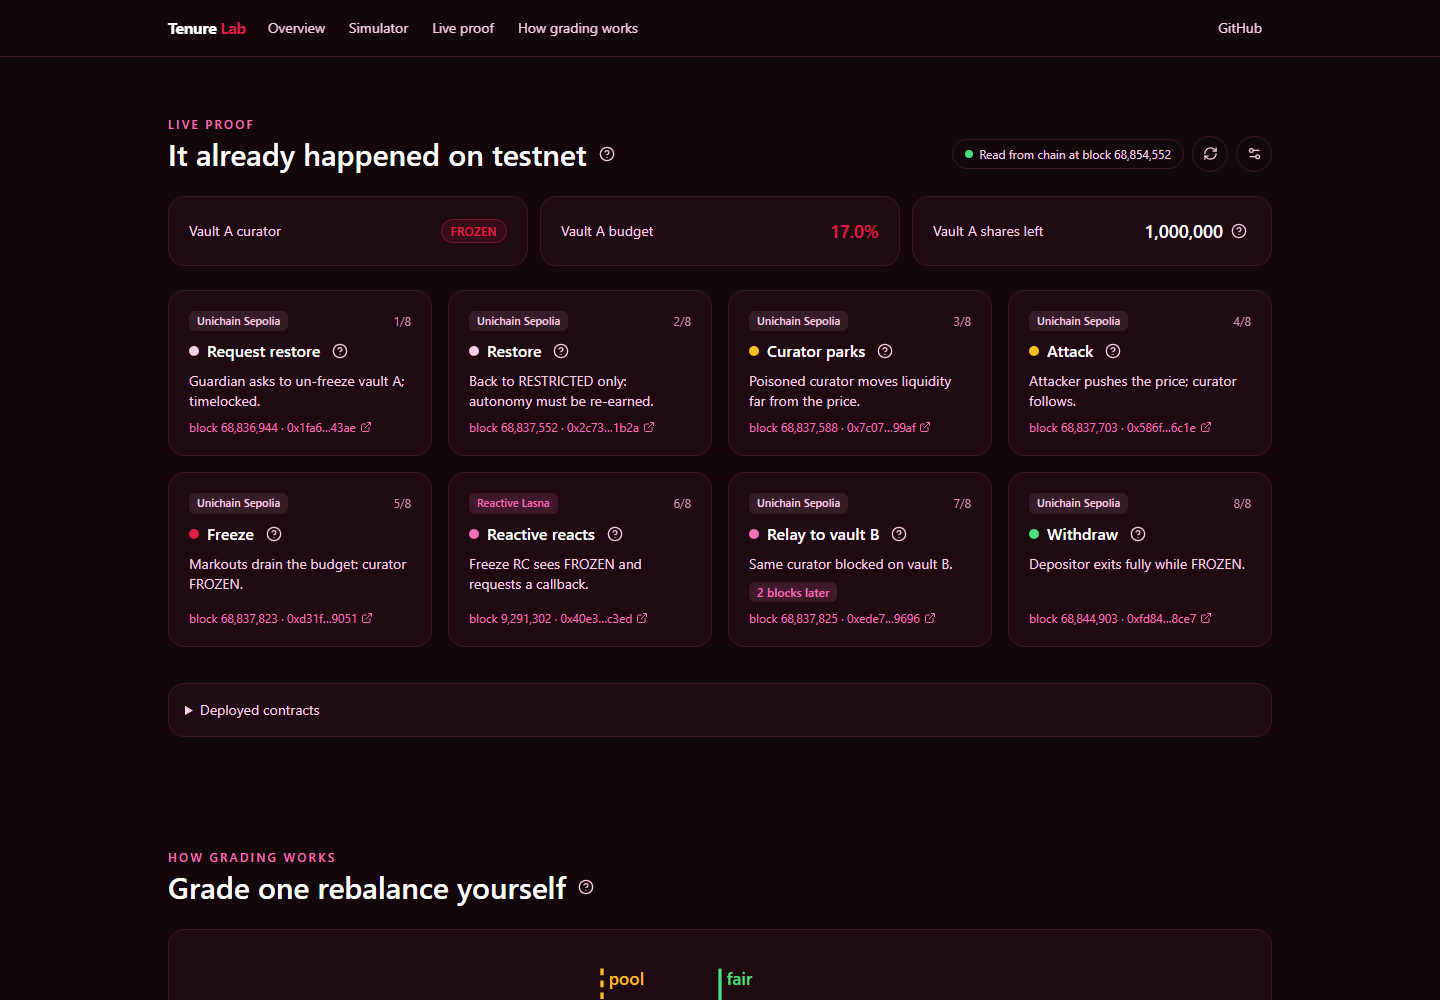 Tenure Lab Overview Simulator Live proof How grading works GitHub
LIVE PROOF
It already happened on testnet
Read from chain at block 68,854,552
Vault A curator FROZEN
Vault A budget 17.0%
Vault A shares left 1,000,000
Unichain Sepolia 1/8
Request restore
Guardian asks to un-freeze vault A;
timelocked.
block 68,836,944 · 0x1fa6...43ae
Unichain Sepolia 2/8
Restore
Back to RESTRICTED only:
autonomy must be re-earned.
block 68,837,552 · 0x2c73...1b2a
Unichain Sepolia 3/8
Curator parks
Poisoned curator moves liquidity
far from the price.
block 68,837,588 · 0x7c07...99af
Unichain Sepolia 4/8
Attack
Attacker pushes the price; curator
follows.
block 68,837,703 · 0x586f...6c1e
Unichain Sepolia 5/8
Freeze
Markouts drain the budget: curator
FROZEN.
block 68,837,823 · 0xd31f...9051
Reactive Lasna 6/8
Reactive reacts
Freeze RC sees FROZEN and
requests a callback.
block 9,291,302 · 0x40e3...c3ed
Unichain Sepolia 7/8
Relay to vault B
Same curator blocked on vault B.
2 blocks later
block 68,837,825 · 0xede7...9696
Unichain Sepolia 8/8
Withdraw
Depositor exits fully while FROZEN.
block 68,844,903 · 0xfd84...8ce7
Deployed contracts
HOW GRADING WORKS
Grade one rebalance yourself
pool fair